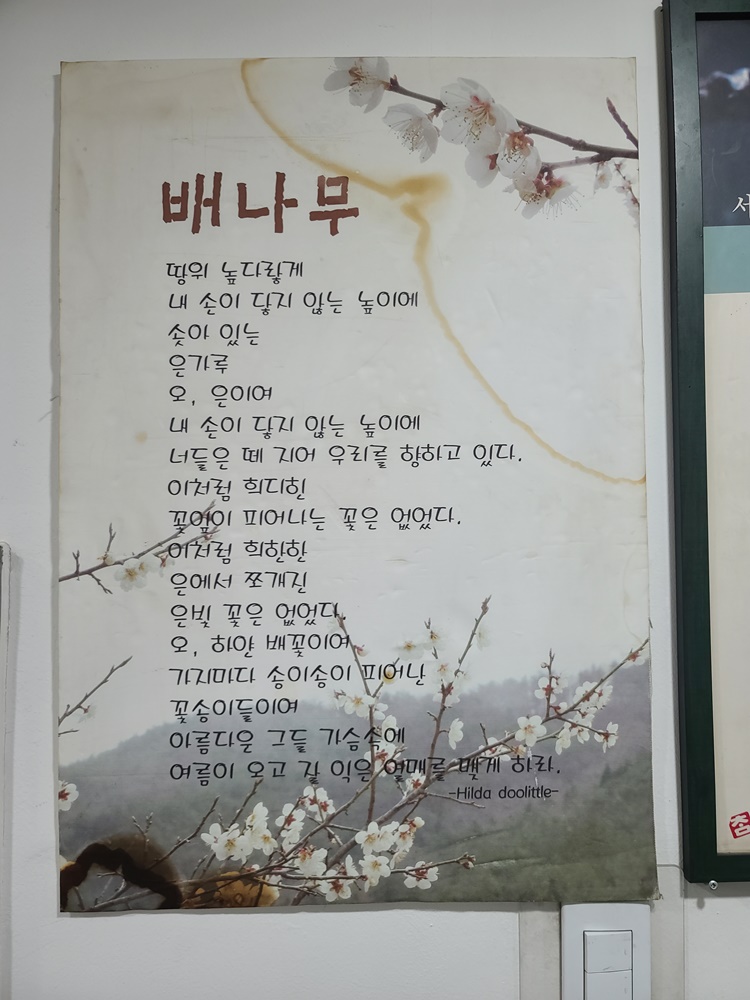 배나무
땅위 높다랗게
내 손이 닿지 않는 높이에
솟아 있는
은가루
오, 은이여
내 손이 닿지 않는 높이에
너들은 떼 지어 우리를 향하고 있다.
이처럼 희디힌
꽃잎이 피어나는 꽃은 없었다.
이처럼 희한한
은에서 쪼개진
은빛 꽃은 없었다.
오, 하얀 배꽃이여
가지마다 송이송이 피어난
꽃송이들이여
아름다운 그들 가슴속에
여름이 오고 잘 익은 열매를 맺게 하라.
-Hilda doolittle-
서